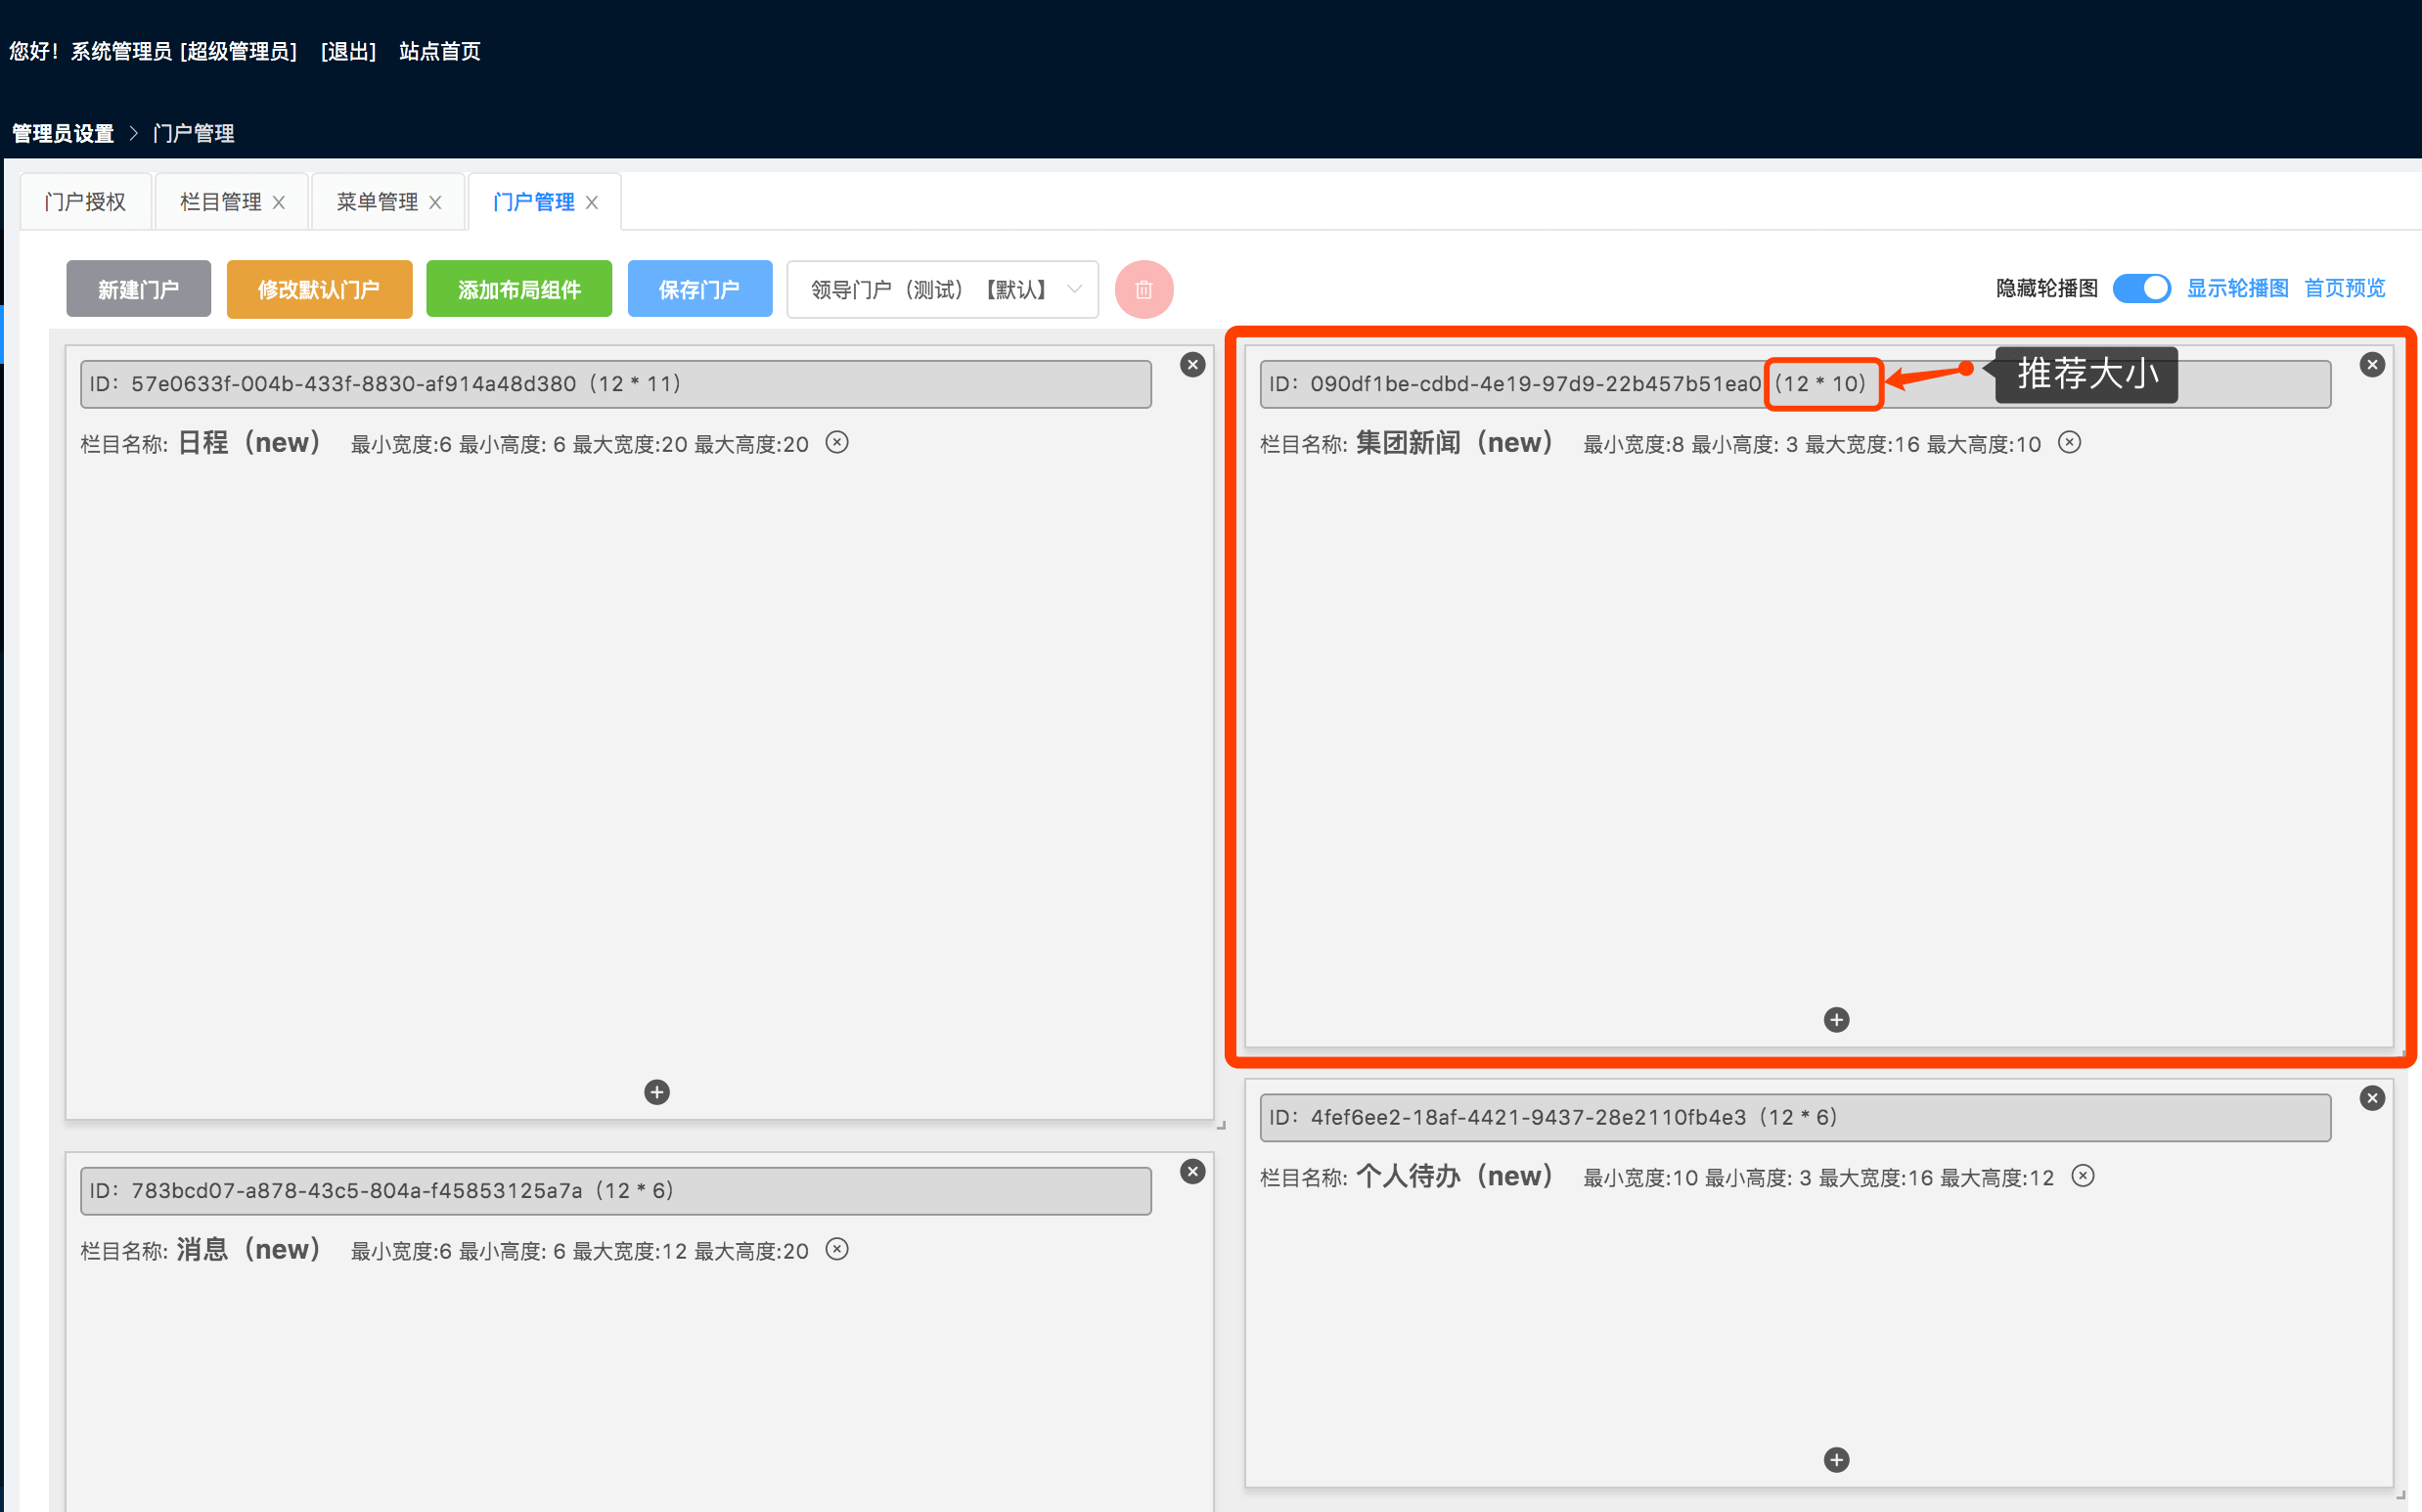 您好！系统管理员 [超级管理员] [退出] 站点首页
管理员设置 > 门户管理
门户授权 栏目管理 X 菜单管理 X 门户管理 X
新建门户 修改默认门户 添加布局组件 保存门户 领导门户（测试）【默认】 隐藏轮播图 显示轮播图 首页预览
ID：57e0633f-004b-433f-8830-af914a48d380（12 * 11）
栏目名称: 日程（new） 最小宽度:6 最小高度: 6 最大宽度:20 最大高度:20
ID：090df1be-cdbd-4e19-97d9-22b457b51ea0（12 * 10） 推荐大小
栏目名称: 集团新闻（new） 最小宽度:8 最小高度: 3 最大宽度:16 最大高度:10
ID：783bcd07-a878-43c5-804a-f45853125a7a（12 * 6）
栏目名称: 消息（new） 最小宽度:6 最小高度: 6 最大宽度:12 最大高度:20
ID：4fef6ee2-18af-4421-9437-28e2110fb4e3（12 * 6）
栏目名称: 个人待办（new） 最小宽度:10 最小高度: 3 最大宽度:16 最大高度:12